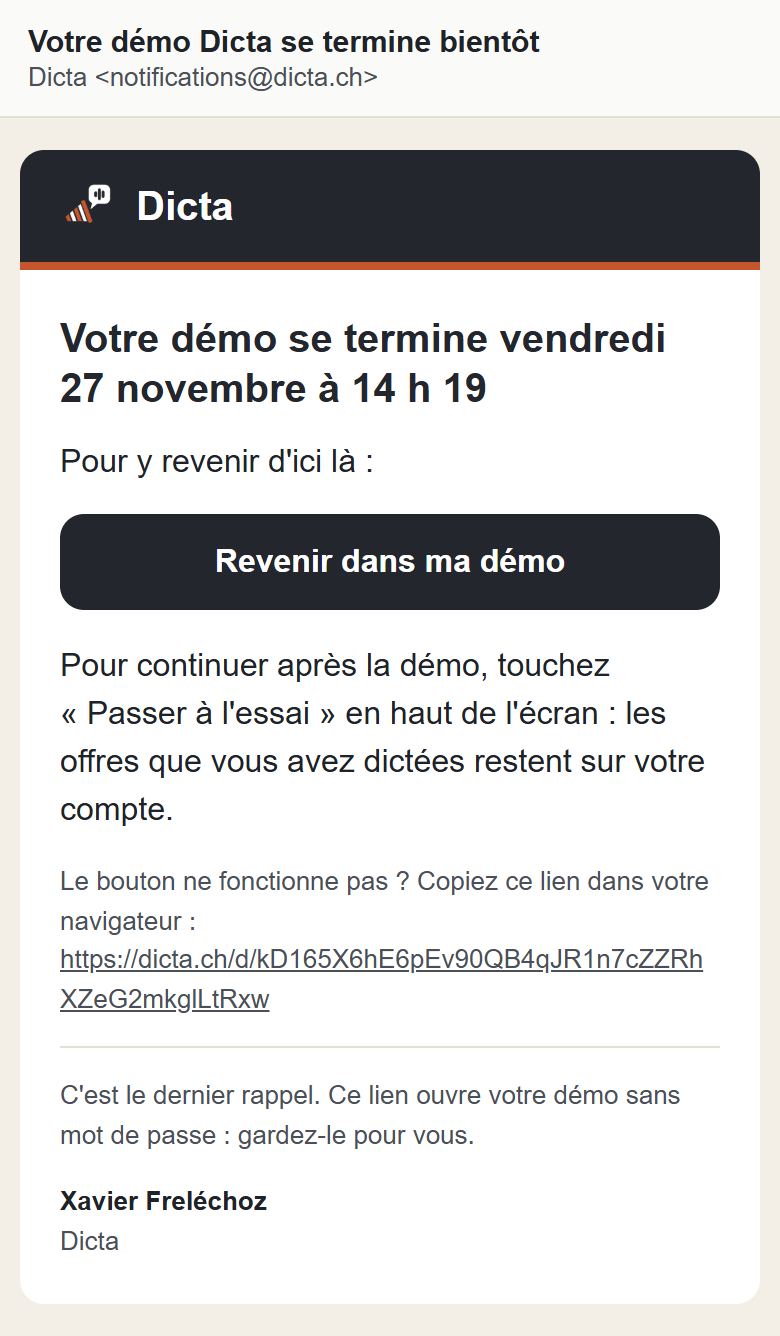 Votre démo Dicta se termine bientôt
Dicta <notifications@dicta.ch>
Dicta
Votre démo se termine vendredi
27 novembre à 14 h 19
Pour y revenir d'ici là :
Revenir dans ma démo
Pour continuer après la démo, touchez
« Passer à l'essai » en haut de l'écran : les
offres que vous avez dictées restent sur votre
compte.
Le bouton ne fonctionne pas ? Copiez ce lien dans votre
navigateur :
https://dicta.ch/d/kD165X6hE6pEv90QB4qJR1n7cZZRh
XZeG2mkglLtRxw
C'est le dernier rappel. Ce lien ouvre votre démo sans
mot de passe : gardez-le pour vous.
Xavier Freléchoz
Dicta